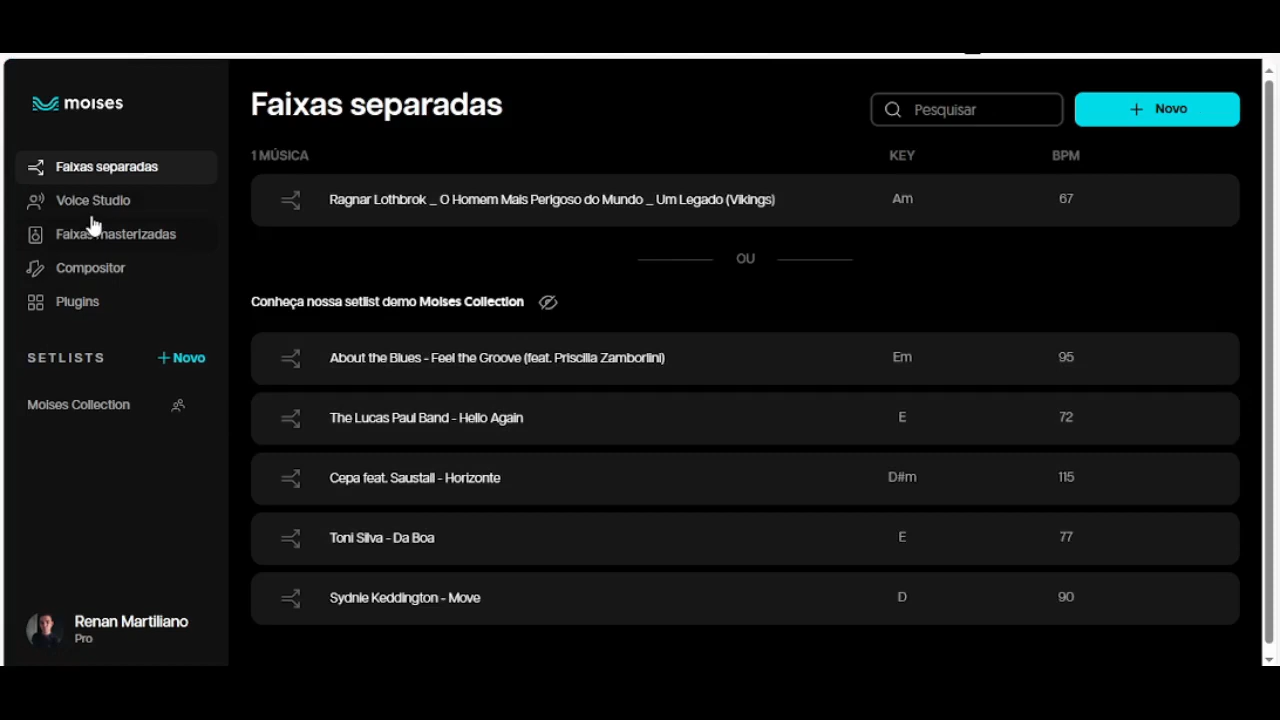 moises
Faixas separadas
Voice Studio
Faixas masterizadas
Compositor
Plugins
SETLISTS + Novo
Moises Collection
Renan Martiliano
Pro
Faixas separadas
Pesquisar
+ Novo
1 MÚSICA KEY BPM
Ragnar Lothbrok _ O Homem Mais Perigoso do Mundo _ Um Legado (Vikings) Am 67
OU
Conheça nossa setlist demo Moises Collection
About the Blues - Feel the Groove (feat. Priscilla Zamborlini) Em 95
The Lucas Paul Band - Hello Again E 72
Cepa feat. Saustall - Horizonte D#m 115
Toni Silva - Da Boa E 77
Sydnie Keddington - Move D 90